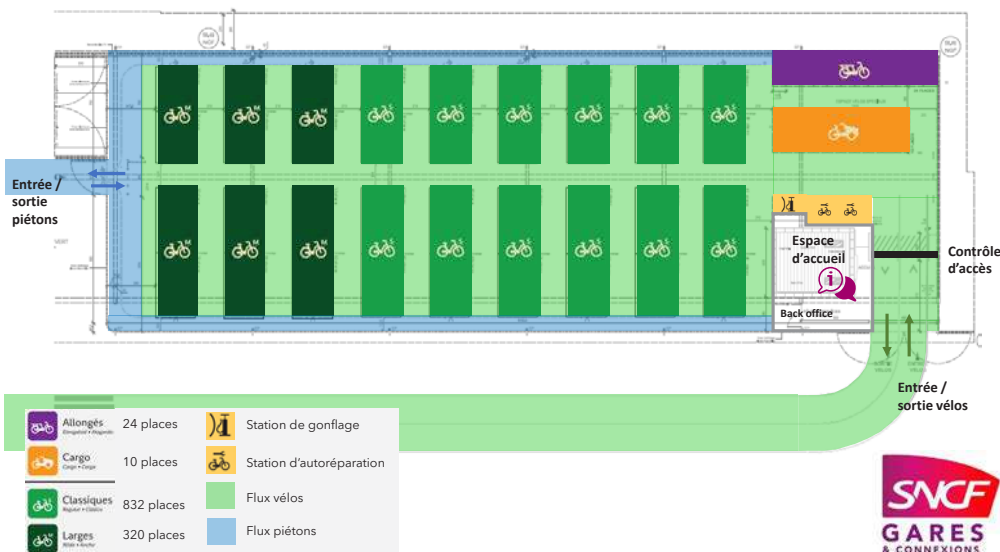 M M M S S S S S S
Entrée /
sortie
piétons
M M M S S S S S S
Espace
d'accueil
i
Back office
Contrôle
d'accès
Entrée /
sortie vélos
Allongés 24 places
Cargo 10 places
Classiques 832 places
Larges 320 places
Station de gonflage
Station d'autoréparation
Flux vélos
Flux piétons
SNCF
GARES
& CONNEXIONS